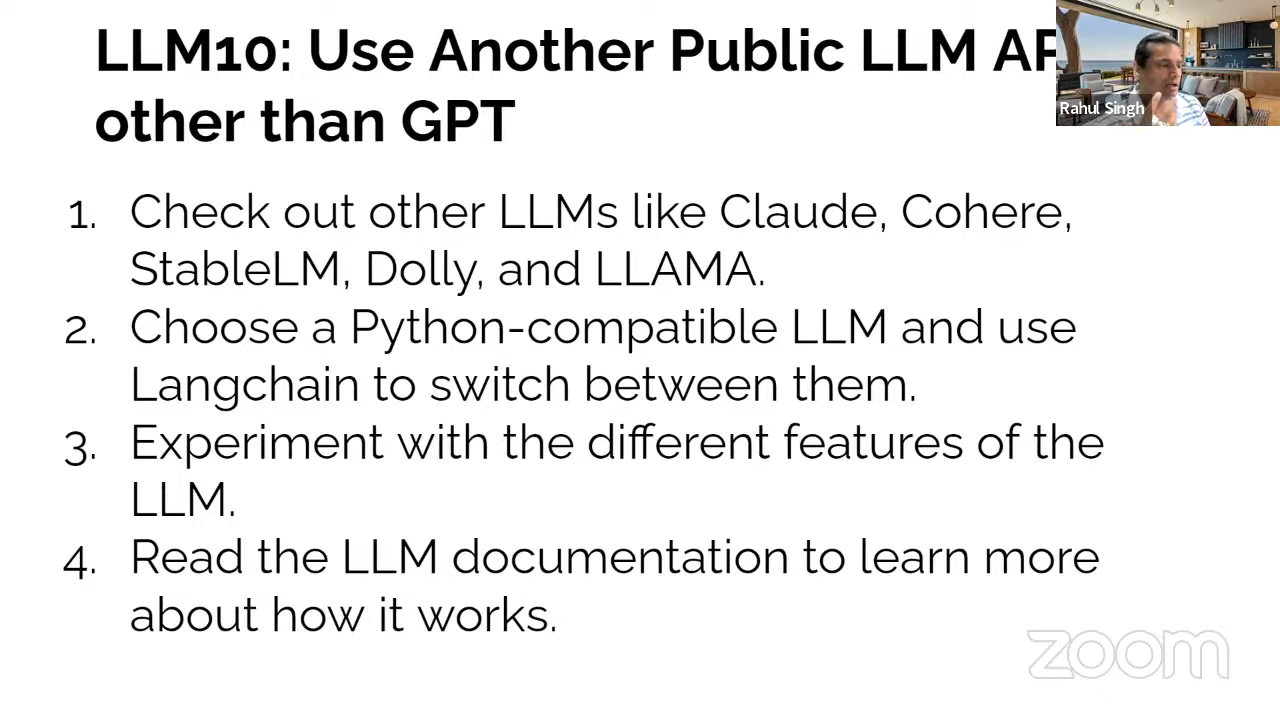 LLM10: Use Another Public LLM AP
other than GPT
Rahul Singh
1. Check out other LLMs like Claude, Cohere,
StableLM, Dolly, and LLAMA.
2. Choose a Python-compatible LLM and use
Langchain to switch between them.
3. Experiment with the different features of the
LLM.
4. Read the LLM documentation to learn more
about how it works.
zoom